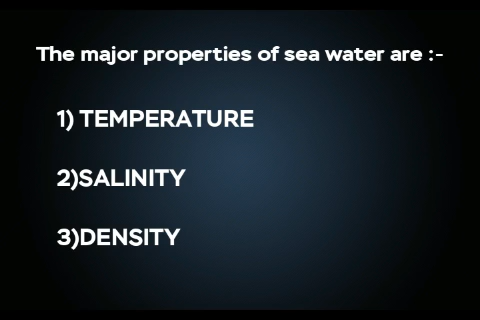 The major properties of sea water are :-
1) TEMPERATURE
2)SALINITY
3)DENSITY